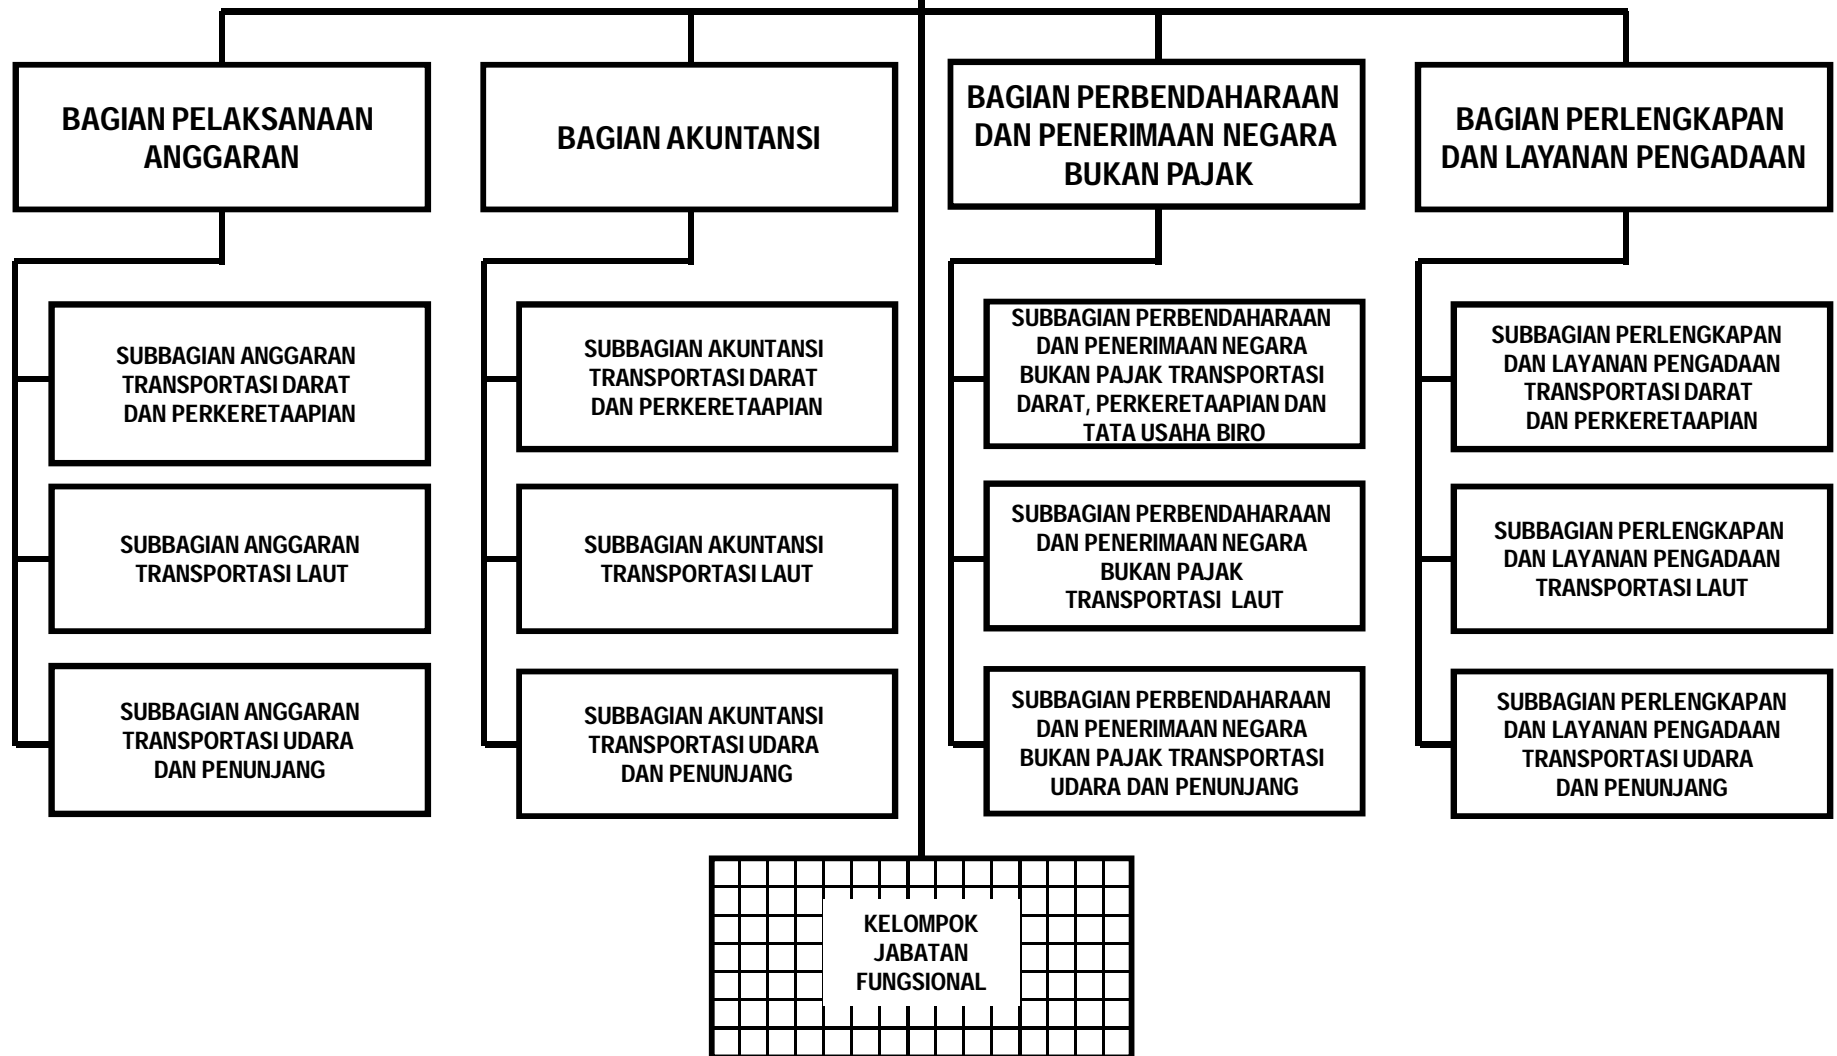 BAGIAN PELAKSANAAN
ANGGARAN
BAGIAN AKUNTANSI
BAGIAN PERBENDAHARAAN
DAN PENERIMAAN NEGARA
BUKAN PAJAK
BAGIAN PERLENGKAPAN
DAN LAYANAN PENGADAAN
SUBBAGIAN ANGGARAN
TRANSPORTASI DARAT
DAN PERKERETAAPIAN
SUBBAGIAN AKUNTANSI
TRANSPORTASI DARAT
DAN PERKERETAAPIAN
SUBBAGIAN PERBENDAHARAAN
DAN PENERIMAAN NEGARA
BUKAN PAJAK TRANSPORTASI
DARAT, PERKERETAAPIAN DAN
TATA USAHA BIRO
SUBBAGIAN PERLENGKAPAN
DAN LAYANAN PENGADAAN
TRANSPORTASI DARAT
DAN PERKERETAAPIAN
SUBBAGIAN ANGGARAN
TRANSPORTASI LAUT
SUBBAGIAN AKUNTANSI
TRANSPORTASI LAUT
SUBBAGIAN PERBENDAHARAAN
DAN PENERIMAAN NEGARA
BUKAN PAJAK
TRANSPORTASI LAUT
SUBBAGIAN PERLENGKAPAN
DAN LAYANAN PENGADAAN
TRANSPORTASI LAUT
SUBBAGIAN ANGGARAN
TRANSPORTASI UDARA
DAN PENUNJANG
SUBBAGIAN AKUNTANSI
TRANSPORTASI UDARA
DAN PENUNJANG
SUBBAGIAN PERBENDAHARAAN
DAN PENERIMAAN NEGARA
BUKAN PAJAK TRANSPORTASI
UDARA DAN PENUNJANG
SUBBAGIAN PERLENGKAPAN
DAN LAYANAN PENGADAAN
TRANSPORTASI UDARA
DAN PENUNJANG
KELOMPOK
JABATAN
FUNGSIONAL